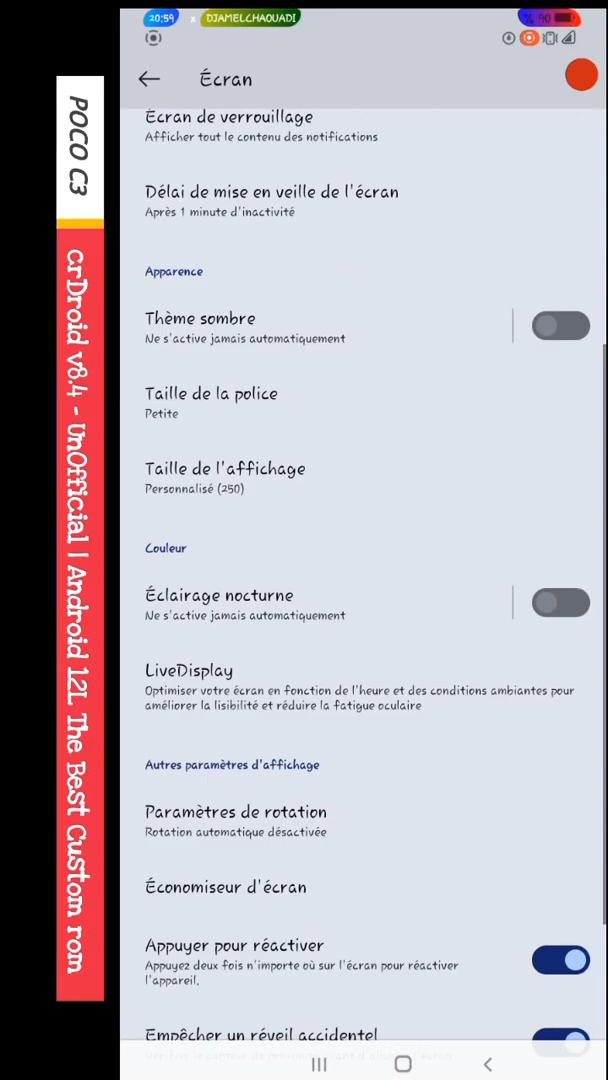 POCO C3
crDroid v8.4 - UnOfficial | Android 12L The Best Custom rom
20:59 x DJAMELCHAOUADI % 90
Écran
Écran de verrouillage
Afficher tout le contenu des notifications
Délai de mise en veille de l'écran
Après 1 minute d'inactivité
Apparence
Thème sombre
Ne s'active jamais automatiquement
Taille de la police
Petite
Taille de l'affichage
Personnalisé (250)
Couleur
Éclairage nocturne
Ne s'active jamais automatiquement
LiveDisplay
Optimiser votre écran en fonction de l'heure et des conditions ambiantes pour
améliorer la lisibilité et réduire la fatigue oculaire
Autres paramètres d'affichage
Paramètres de rotation
Rotation automatique désactivée
Économiseur d'écran
Appuyer pour réactiver
Appuyez deux fois n'importe où sur l'écran pour réactiver
l'appareil.
Empêcher un réveil accidentel